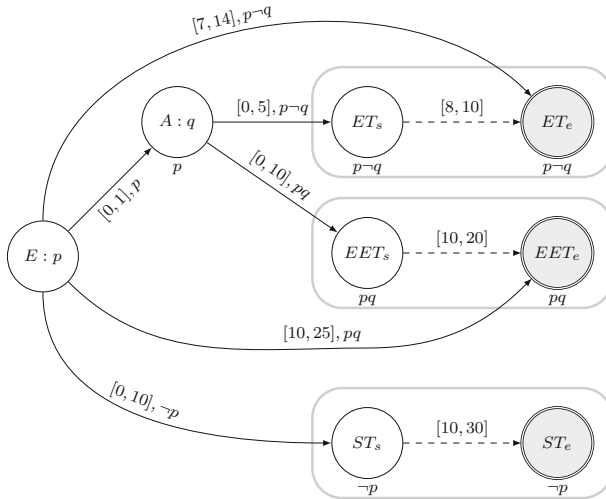 [7, 14], p¬q
[0, 5], p¬q
[8, 10]
A : q
ET_s
ET_e
p
p¬q
p¬q
[0, 1], p
[0, 10], pq
[10, 20]
E : p
EET_s
EET_e
pq
pq
[10, 25], pq
[0, 10], ¬p
[10, 30]
ST_s
ST_e
¬p
¬p